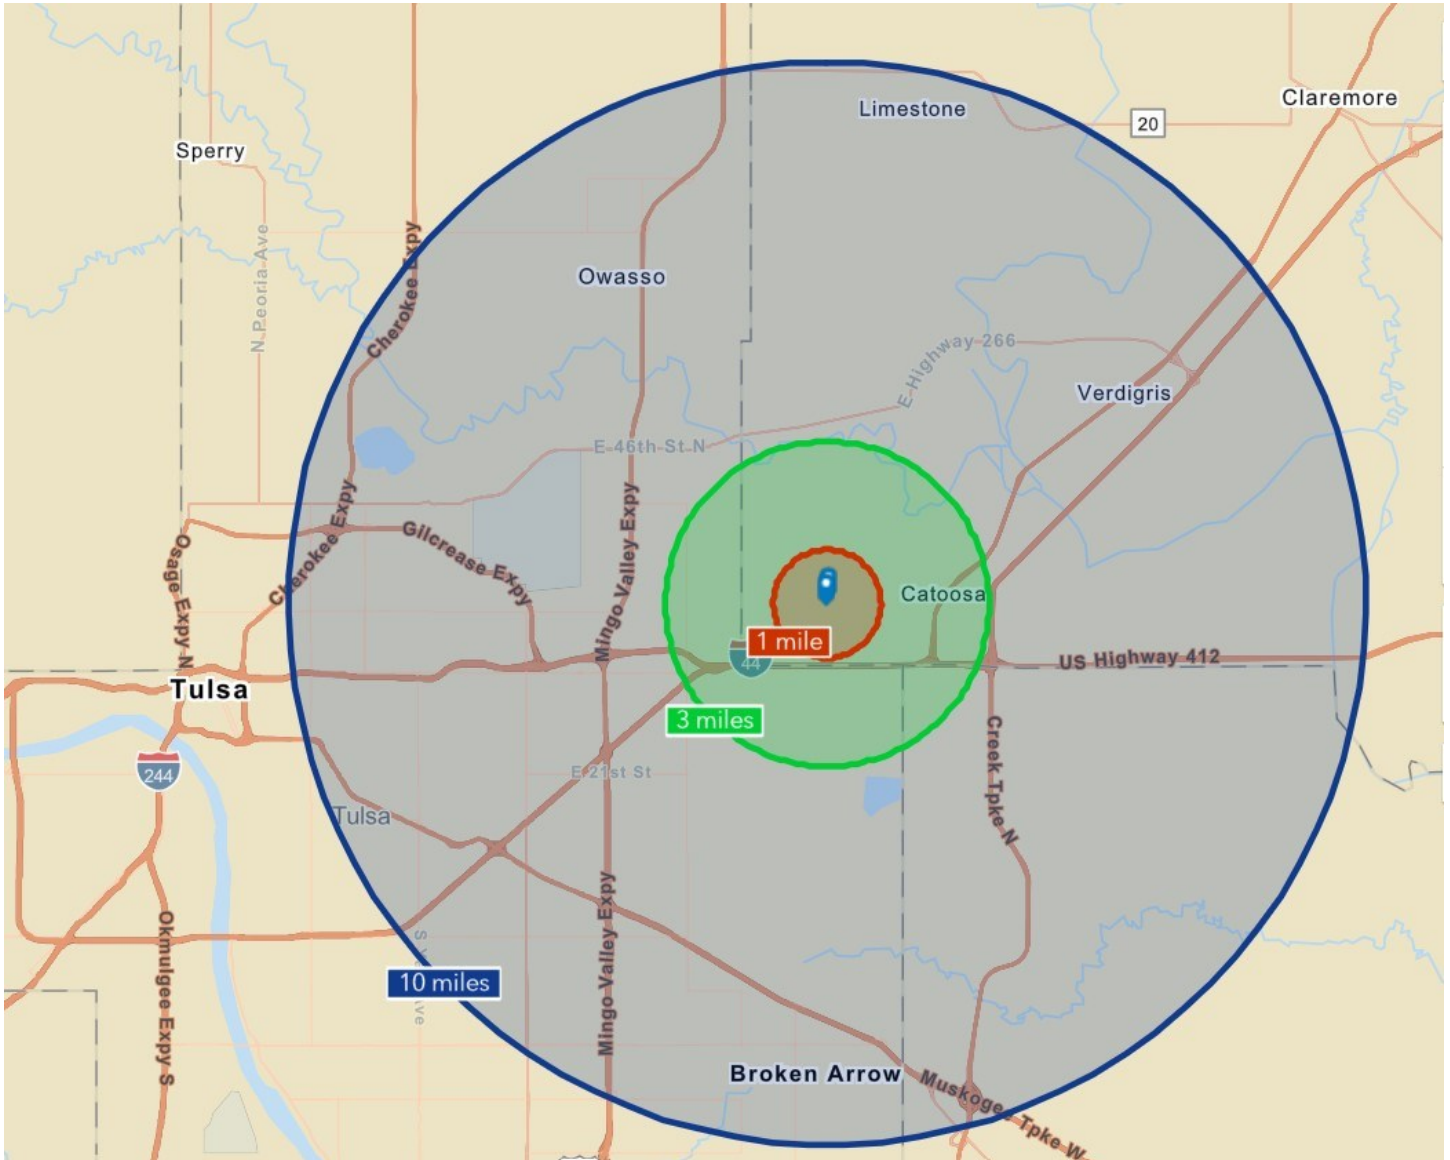 Limestone
Claremore
20
Sperry
N Peoria Ave
Cherokee Expy
Owasso
E Highway 266
Verdigris
E 46th St N
Mingo Valley Expy
Gilcrease Expy
Cherokee Expy
Osage Expy N
Catoosa
1 mile
44
US Highway 412
Tulsa
3 miles
244
E 21st St
Creek Tpke N
Tulsa
Mingo Valley Expy
Okmulgee Expy S
10 miles
Broken Arrow
Muskogee Tpke W